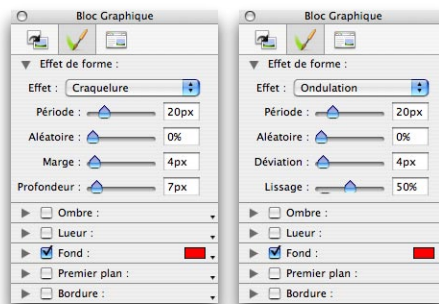 Bloc Graphique
Effet de forme :
Effet : Craquelure
Période : 20px
Aléatoire : 0%
Marge : 4px
Profondeur : 7px
Ombre :
Lueur :
Fond :
Premier plan :
Bordure :
Bloc Graphique
Effet de forme :
Effet : Ondulation
Période : 20px
Aléatoire : 0%
Déviation : 4px
Lissage : 50%
Ombre :
Lueur :
Fond :
Premier plan :
Bordure :